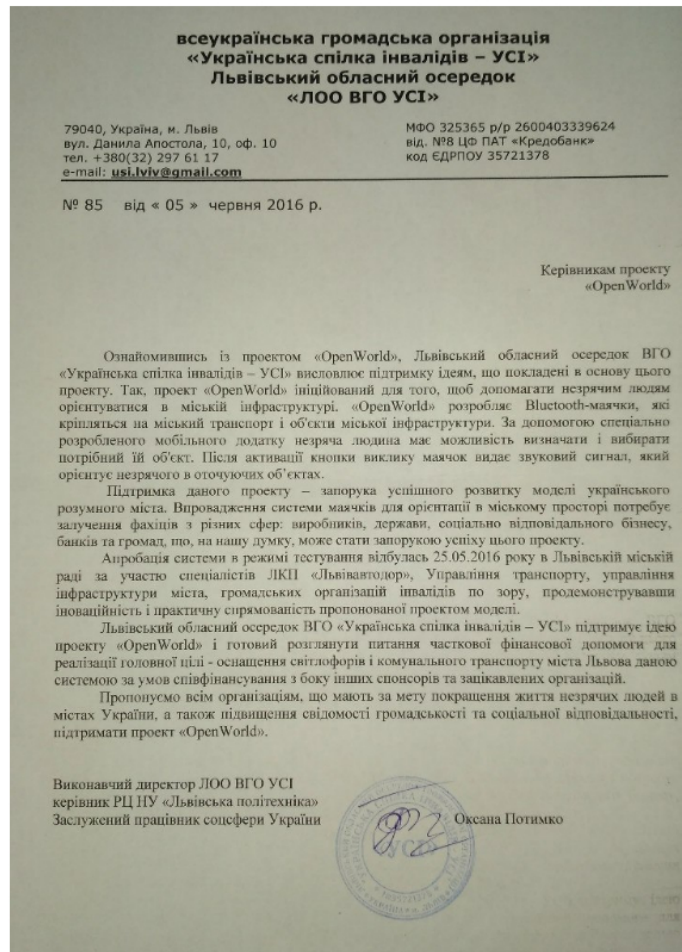 всеукраїнська громадська організація
«Українська спілка інвалідів – УСІ»
Львівський обласний осередок
«ЛОО ВГО УСІ»
79040, Україна, м. Львів
вул. Данила Апостола, 10, оф. 10
тел. +380(32) 297 61 17
e-mail: usi.lviv@gmail.com
МФО 325365 р/р 2600403339624
від. №8 ЦФ ПАТ «Кредобанк»
код ЄДРПОУ 35721378
№ 85 від « 05 » червня 2016 р.
Керівникам проекту
«OpenWorld»
Ознайомившись із проектом «OpenWorld», Львівський обласний осередок ВГО
«Українська спілка інвалідів – УСІ» висловлює підтримку ідеям, що покладені в основу цього
проекту. Так, проект «OpenWorld» ініційований для того, щоб допомагати незрячим людям
орієнтуватися в міській інфраструктурі. «OpenWorld» розробляє Bluetooth-маячки, які
кріпляться на міський транспорт і об'єкти міської інфраструктури. За допомогою спеціально
розробленого мобільного додатку незряча людина має можливість визначати і вибирати
потрібний їй об'єкт. Після активації кнопки виклику маячок видає звуковий сигнал, який
орієнтує незрячого в оточуючих об’єктах.
Підтримка даного проекту – запорука успішного розвитку моделі українського
розумного міста. Впровадження системи маячків для орієнтації в міському просторі потребує
залучення фахіців з різних сфер: виробників, держави, соціально відповідального бізнесу,
банків та громад, що, на нашу думку, може стати запорукою успіху цього проекту.
Апробація системи в режимі тестування відбулась 25.05.2016 року в Львівській міській
раді за участю спеціалістів ЛКП «Львівавтодор», Управління транспорту, управління
інфраструктури міста, громадських організацій інвалідів по зору, продемонструвавши
іноваційність і практичну спрямованість пропонованої проектом моделі.
Львівський обласний осередок ВГО «Українська спілка інвалідів – УСІ» підтримує ідею
проекту «OpenWorld» і готовий розглянути питання часткової фінансової допомоги для
реалізації головної цілі - оснащення світлофорів і комунального транспорту міста Львова даною
системою за умов співфінансування з боку інших спонсорів та зацікавлених організацій.
Пропонуємо всім організаціям, що мають за мету покращення життя незрячих людей в
містах України, а також підвищення свідомості громадськості та соціальної відповідальності,
підтримати проект «OpenWorld».
Виконавчий директор ЛОО ВГО УСІ
керівник РЦ НУ «Львівська політехніка»
Заслужений працівник соцсфери України
Оксана Потимко
УСІ